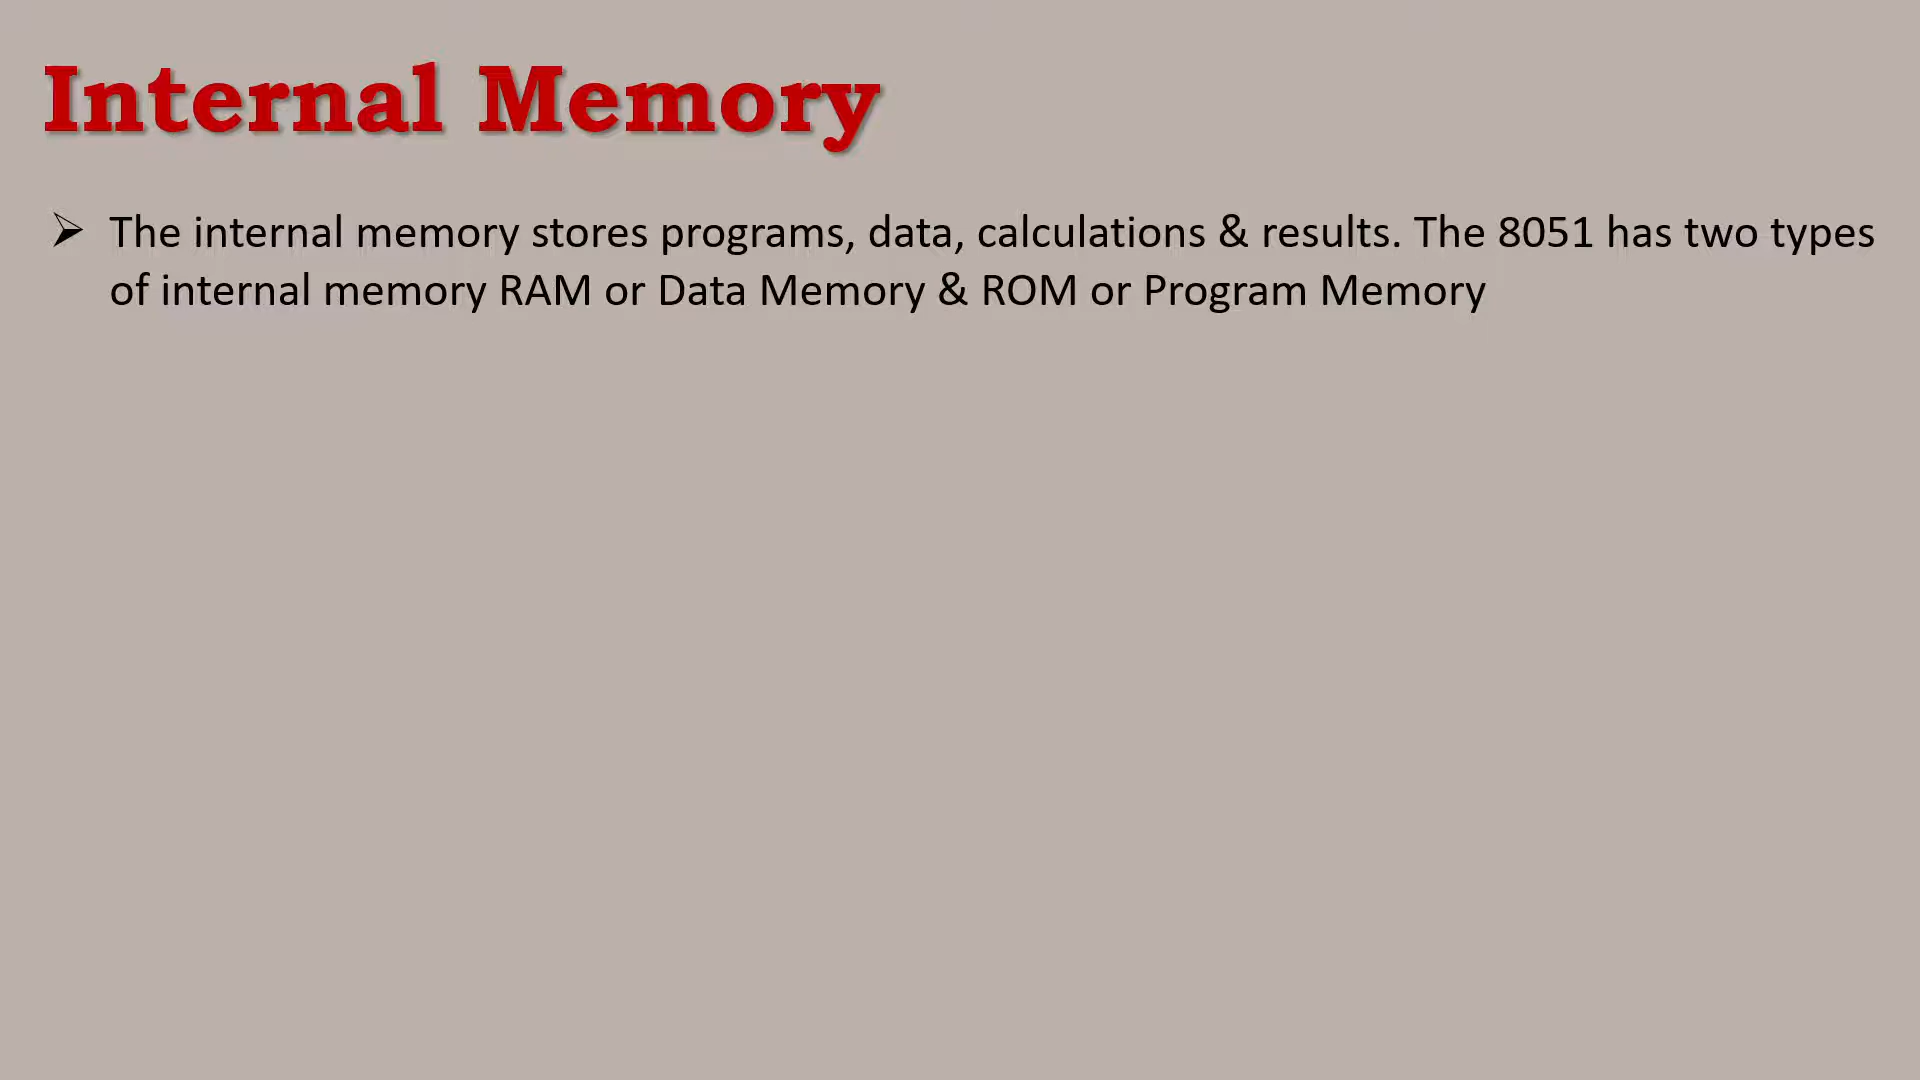 Internal Memory
➢ The internal memory stores programs, data, calculations & results. The 8051 has two types
of internal memory RAM or Data Memory & ROM or Program Memory